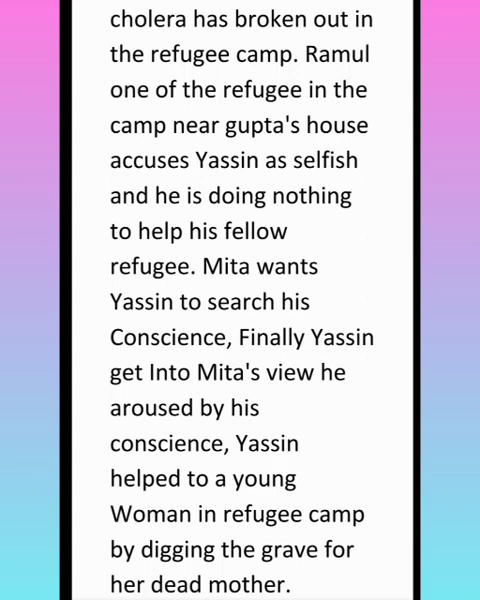 cholera has broken out in
the refugee camp. Ramul
one of the refugee in the
camp near gupta's house
accuses Yassin as selfish
and he is doing nothing
to help his fellow
refugee. Mita wants
Yassin to search his
Conscience, Finally Yassin
get Into Mita's view he
aroused by his
conscience, Yassin
helped to a young
Woman in refugee camp
by digging the grave for
her dead mother.